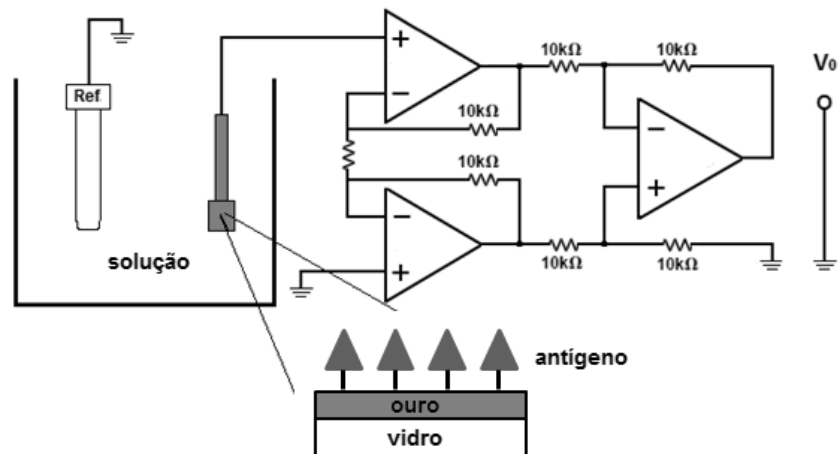 10kΩ
10kΩ
V₀
+
Ref.
−
10kΩ
−
10kΩ
+
−
solução
+
10kΩ
10kΩ
antígeno
ouro
vidro